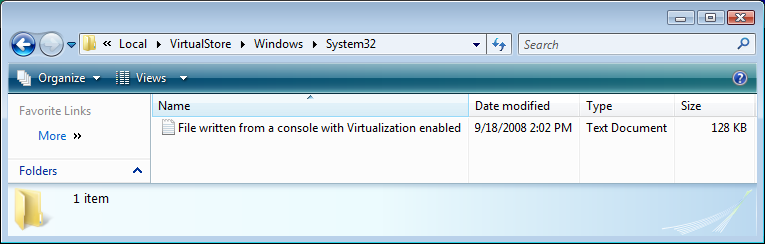 « Local ▸ VirtualStore ▸ Windows ▸ System32
Search
Organize Views
?
Favorite Links
More »
Folders
Name Date modified Type Size
File written from a console with Virtualization enabled 9/18/2008 2:02 PM Text Document 128 KB
1 item